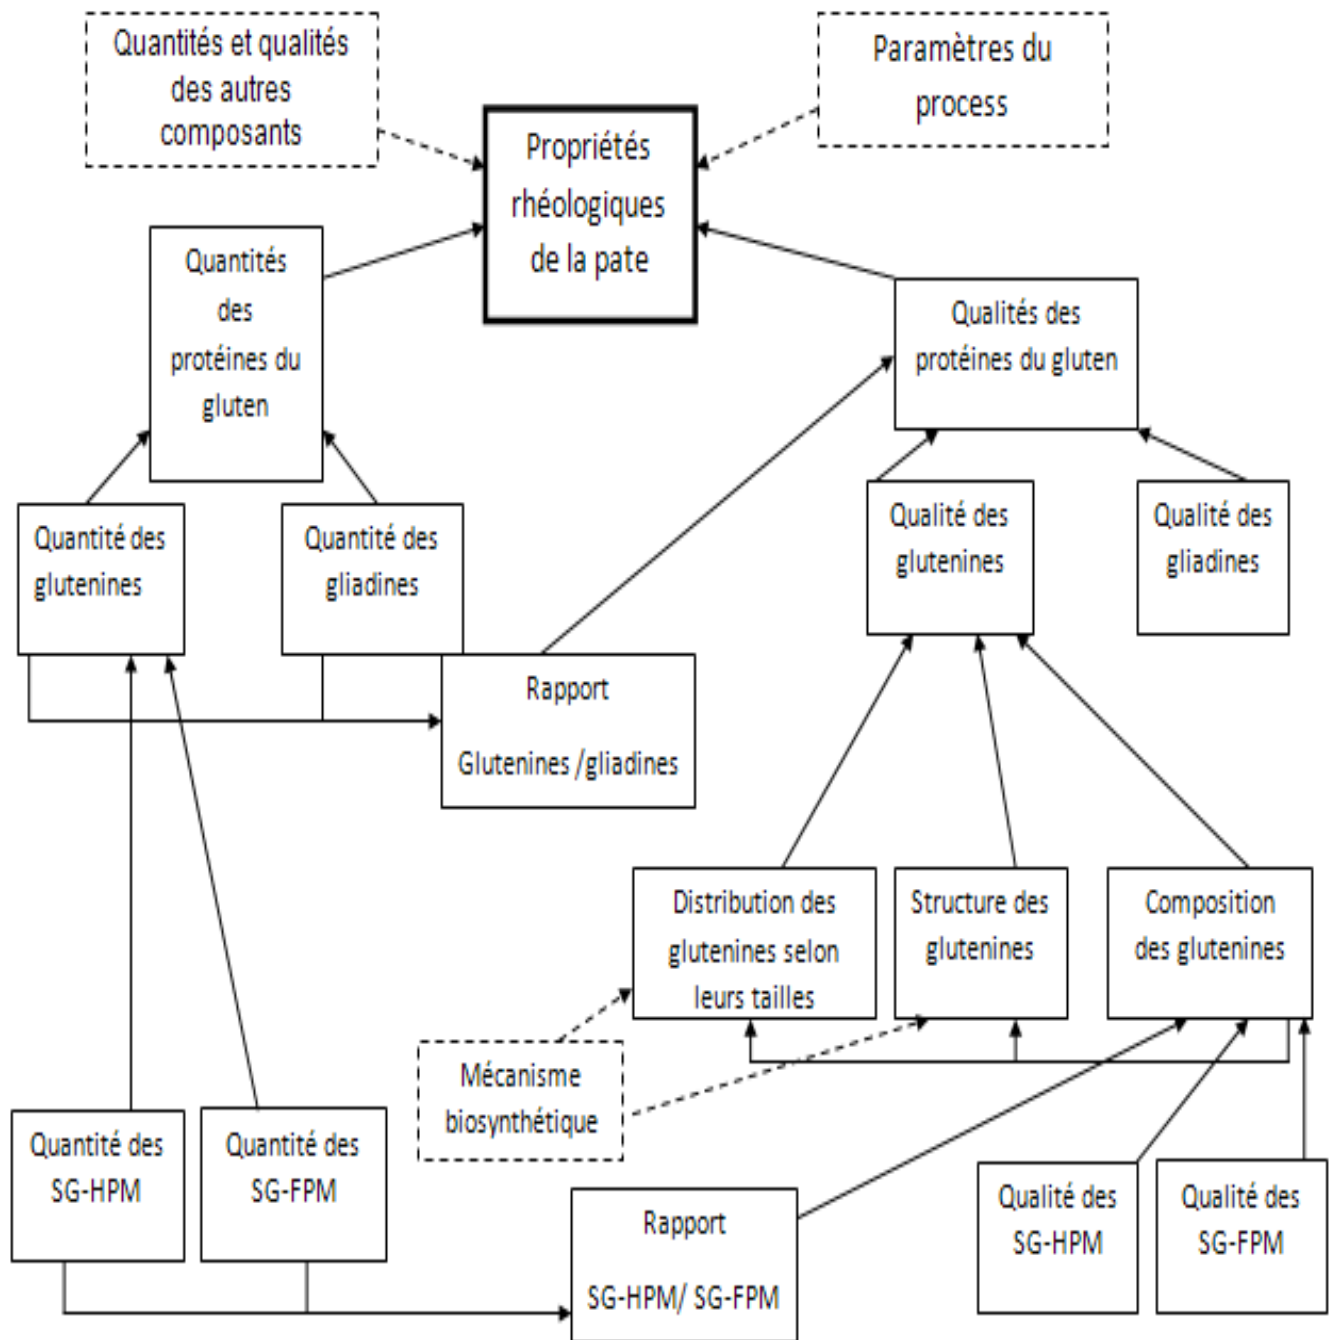 Quantités et qualités
des autres
composants
Paramètres du
process
Propriétés
rhéologiques
de la pate
Quantités
des
protéines du
gluten
Qualités des
protéines du gluten
Quantité des
glutenines
Quantité des
gliadines
Qualité des
glutenines
Qualité des
gliadines
Rapport
Glutenines /gliadines
Distribution des
glutenines selon
leurs tailles
Structure des
glutenines
Composition
des glutenines
Mécanisme
biosynthétique
Quantité des
SG-HPM
Quantité des
SG-FPM
Rapport
SG-HPM/ SG-FPM
Qualité des
SG-HPM
Qualité des
SG-FPM